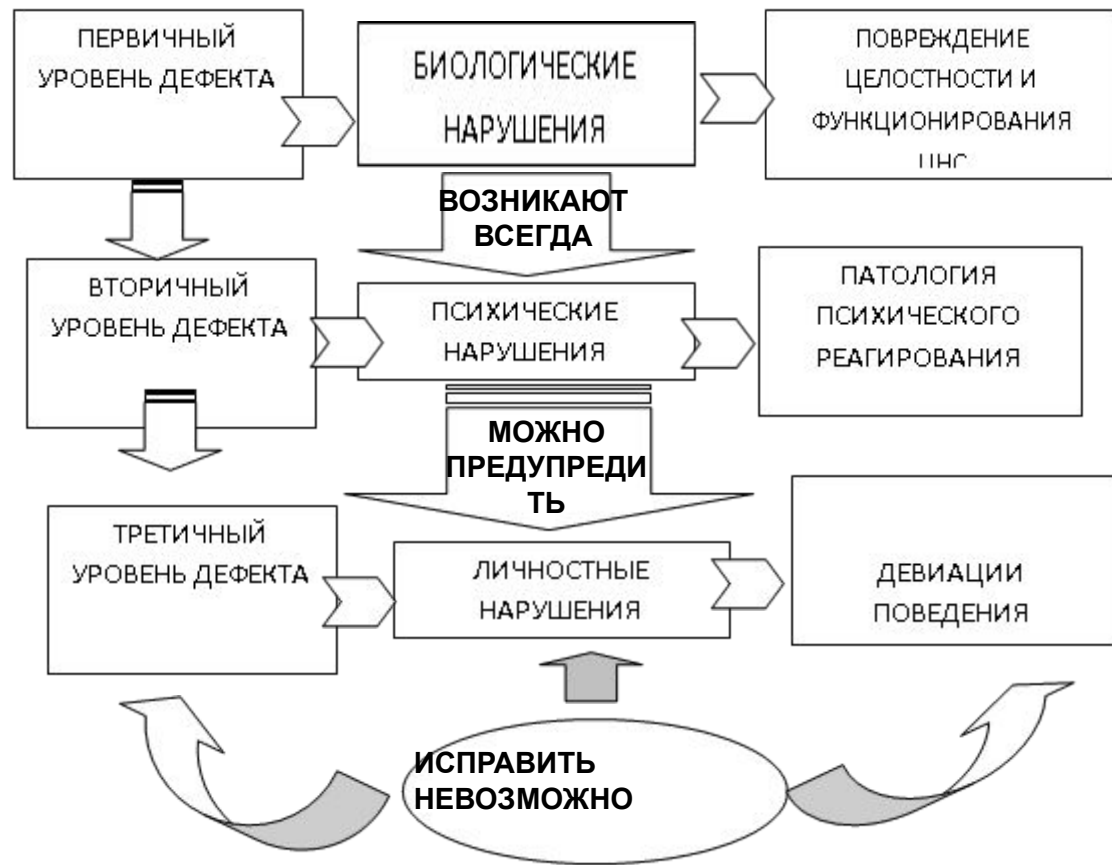 ПЕРВИЧНЫЙ
УРОВЕНЬ ДЕФЕКТА
БИОЛОГИЧЕСКИЕ
НАРУШЕНИЯ
ПОВРЕЖДЕНИЕ
ЦЕЛОСТНОСТИ И
ФУНКЦИОНИРОВАНИЯ
ЦНС
ВОЗНИКАЮТ
ВСЕГДА
ВТОРИЧНЫЙ
УРОВЕНЬ ДЕФЕКТА
ПСИХИЧЕСКИЕ
НАРУШЕНИЯ
ПАТОЛОГИЯ
ПСИХИЧЕСКОГО
РЕАГИРОВАНИЯ
МОЖНО
ПРЕДУПРЕДИ
ТЬ
ТРЕТИЧНЫЙ
УРОВЕНЬ ДЕФЕКТА
ЛИЧНОСТНЫЕ
НАРУШЕНИЯ
ДЕВИАЦИИ
ПОВЕДЕНИЯ
ИСПРАВИТЬ
НЕВОЗМОЖНО